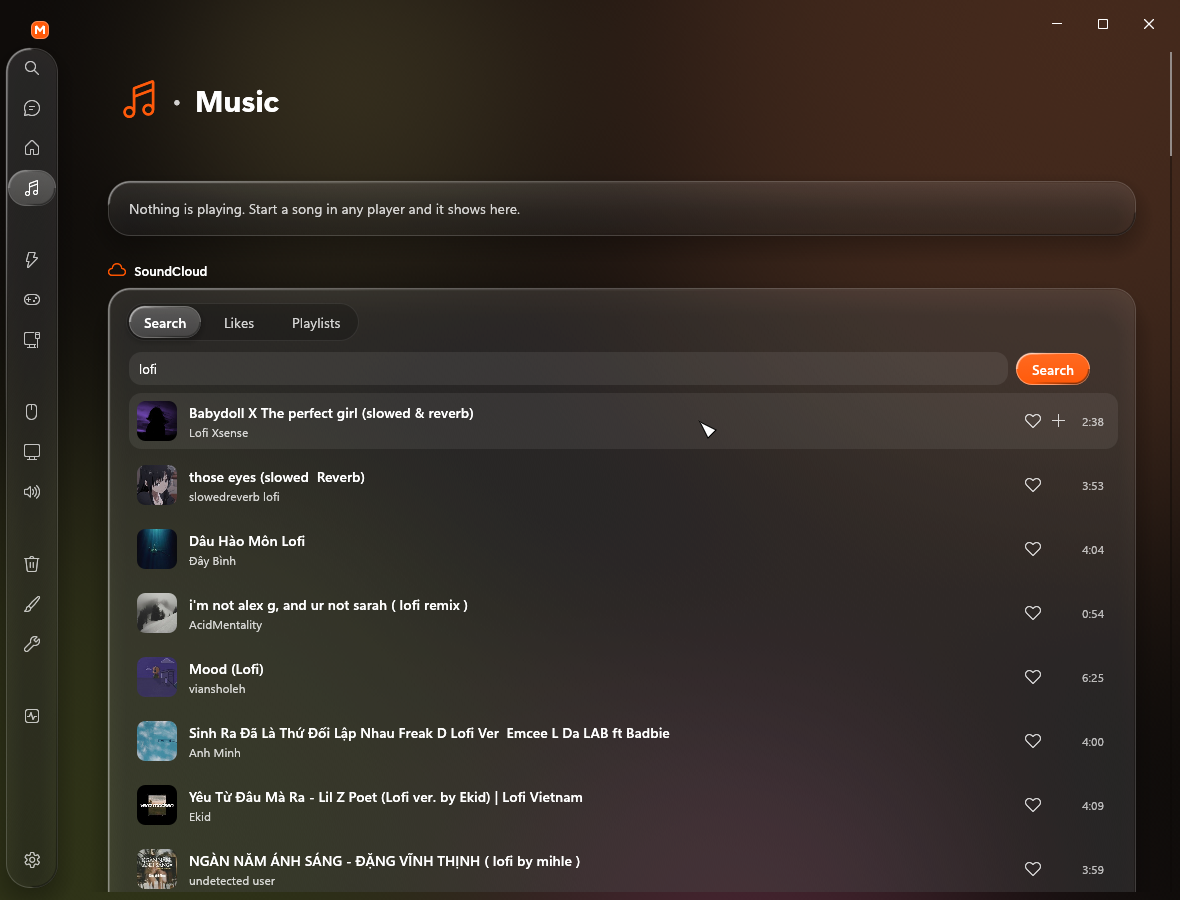 M
Music
Nothing is playing. Start a song in any player and it shows here.
SoundCloud
Search Likes Playlists
lofi Search
Babydoll X The perfect girl (slowed & reverb)
Lofi Xsense
2:38
those eyes (slowed  Reverb)
slowedreverb lofi
3:53
Dâu Hào Môn Lofi
Đây Bình
4:04
i'm not alex g, and ur not sarah ( lofi remix )
AcidMentality
0:54
Mood (Lofi)
viansholeh
6:25
Sinh Ra Đã Là Thứ Đối Lập Nhau Freak D Lofi Ver  Emcee L Da LAB ft Badbie
Anh Minh
4:00
Yêu Từ Đâu Mà Ra - Lil Z Poet (Lofi ver. by Ekid) | Lofi Vietnam
Ekid
4:09
NGÀN NĂM ÁNH SÁNG - ĐẶNG VĨNH THỊNH ( lofi by mihle )
undetected user
3:59